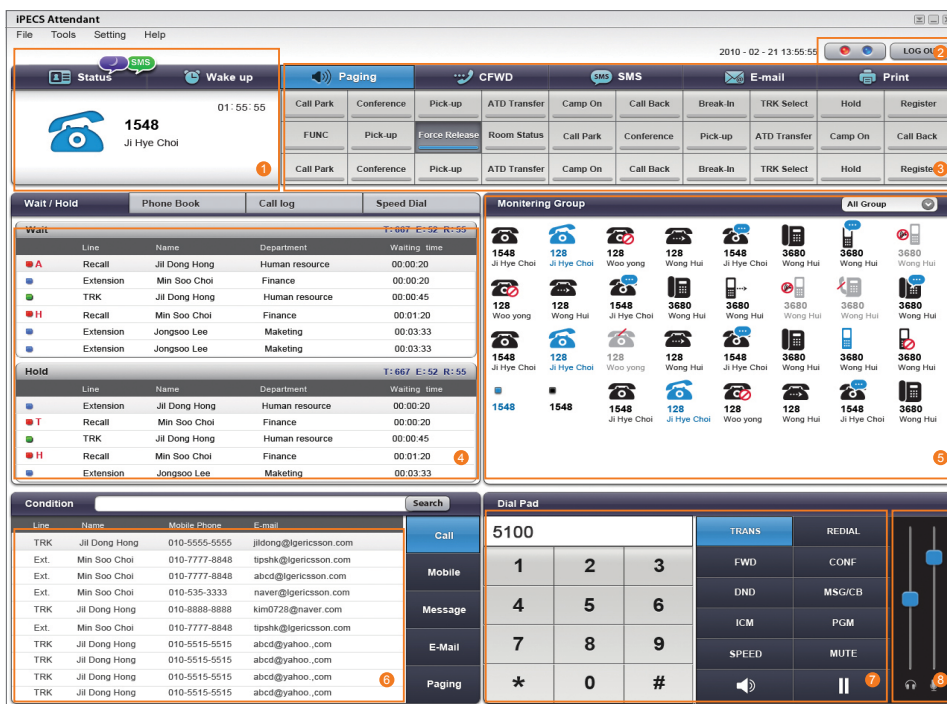 iPECS Attendant
File Tools Setting Help
2010 - 02 - 21 13:55:55 LOG OU 2
Status SMS Wake up Paging CFWD SMS SMS E-mail Print
01:55:55
1548
Ji Hye Choi
1
Call Park Conference Pick-up ATD Transfer Camp On Call Back Break-In TRK Select Hold Register
FUNC Pick-up Force Release Room Status Call Park Conference Pick-up ATD Transfer Camp On Call Back
Call Park Conference Pick-up ATD Transfer Camp On Call Back Break-In TRK Select Hold Register 3
Wait / Hold Phone Book Call log Speed Dial
Wait T:667 E:52 R:55
Line Name Department Waiting time
A Recall Jil Dong Hong Human resource 00:00:20
Extension Min Soo Choi Finance 00:00:20
TRK Jil Dong Hong Human resource 00:00:45
H Recall Min Soo Choi Finance 00:01:20
Extension Jongsoo Lee Maketing 00:03:33
Extension Jongsoo Lee Maketing 00:03:33
Hold T:667 E:52 R:55
Line Name Department Waiting time
Extension Jil Dong Hong Human resource 00:00:20
T Recall Min Soo Choi Finance 00:00:20
TRK Jil Dong Hong Human resource 00:00:45
H Recall Min Soo Choi Finance 00:01:20 4
Extension Jongsoo Lee Maketing 00:03:33
Monitering Group All Group
1548 128 128 128 1548 3680 3680 3680
Ji Hye Choi Ji Hye Choi Woo yong Wong Hui Ji Hye Choi Wong Hui Wong Hui Wong Hui
128 128 1548 3680 3680 3680 3680 3680
Woo yong Wong Hui Ji Hye Choi Wong Hui Wong Hui Wong Hui Wong Hui Wong Hui
1548 128 128 128 1548 3680 3680 3680
Ji Hye Choi Ji Hye Choi Woo yong Wong Hui Ji Hye Choi Wong Hui Wong Hui Wong Hui
1548 1548 1548 128 128 128 1548 3680
Ji Hye Choi Ji Hye Choi Woo yong Wong Hui Ji Hye Choi Wong Hui
5
Condition Search
Line Name Mobile Phone E-mail
TRK Jil Dong Hong 010-5555-5555 jildong@lgericsson.com
Ext. Min Soo Choi 010-7777-8848 tipshk@lgericsson.com
Ext. Min Soo Choi 010-7777-8848 abcd@lgericsson.com
Ext. Min Soo Choi 010-535-3333 naver@lgericsson.com
TRK Jil Dong Hong 010-8888-8888 kim0728@naver.com
Ext. Min Soo Choi 010-7777-8848 tipshk@lgericsson.com
TRK Jil Dong Hong 010-5515-5515 abcd@yahoo.,com
TRK Jil Dong Hong 010-5515-5515 abcd@yahoo.,com
TRK Jil Dong Hong 010-5515-5515 abcd@yahoo.,com 6
TRK Jil Dong Hong 010-5515-5515 abcd@yahoo.,com
Call
Mobile
Message
E-Mail
Paging
Dial Pad
5100
1 2 3
4 5 6
7 8 9
* 0 #
TRANS REDIAL
FWD CONF
DND MSG/CB
ICM PGM
SPEED MUTE
7
8